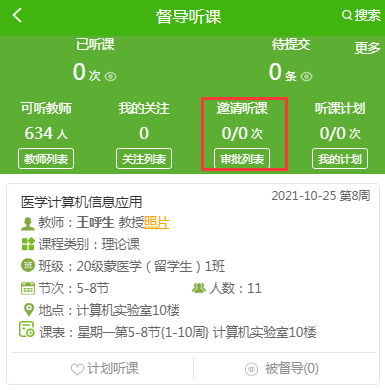 督导听课 搜索
已听课 待提交 更多
0 次 0 条
可听教师 我的关注 邀请听课 听课计划
634 人 0 0/0 次 0/0 次
教师列表 关注列表 审批列表 我的计划
医学计算机信息应用 2021-10-25 第8周
教师：王呼生 教授照片
课程类别：理论课
班 班级：20级蒙医学（留学生）1班
节次：5-8节 人数：11
地点：计算机实验室10楼
课表：星期一第5-8节{1-10周} 计算机实验室10楼
计划听课 被督导(0)